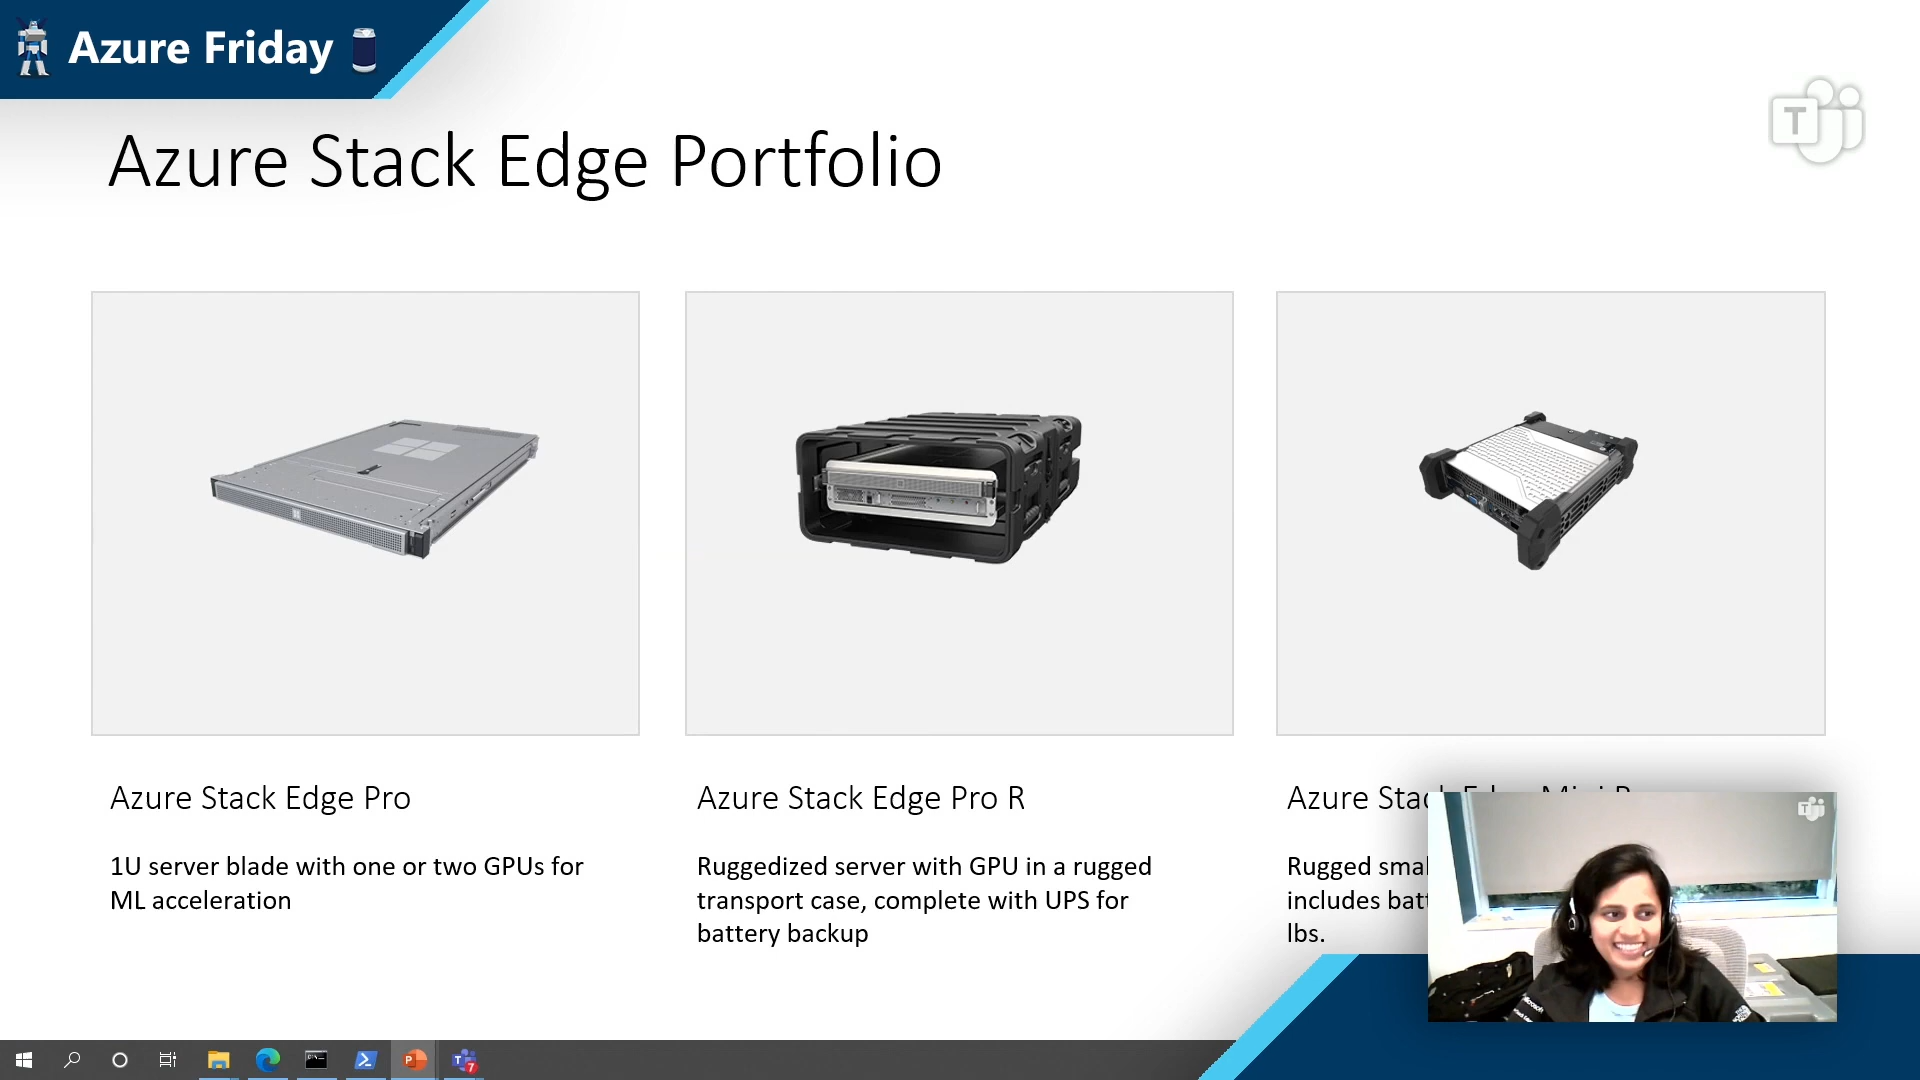 Azure Friday
Azure Stack Edge Portfolio
Azure Stack Edge Pro
1U server blade with one or two GPUs for
ML acceleration
Azure Stack Edge Pro R
Ruggedized server with GPU in a rugged
transport case, complete with UPS for
battery backup
Azure Stack Edge Mini R
Rugged
includes
lbs.
T
T
Microsoft
P
T
7